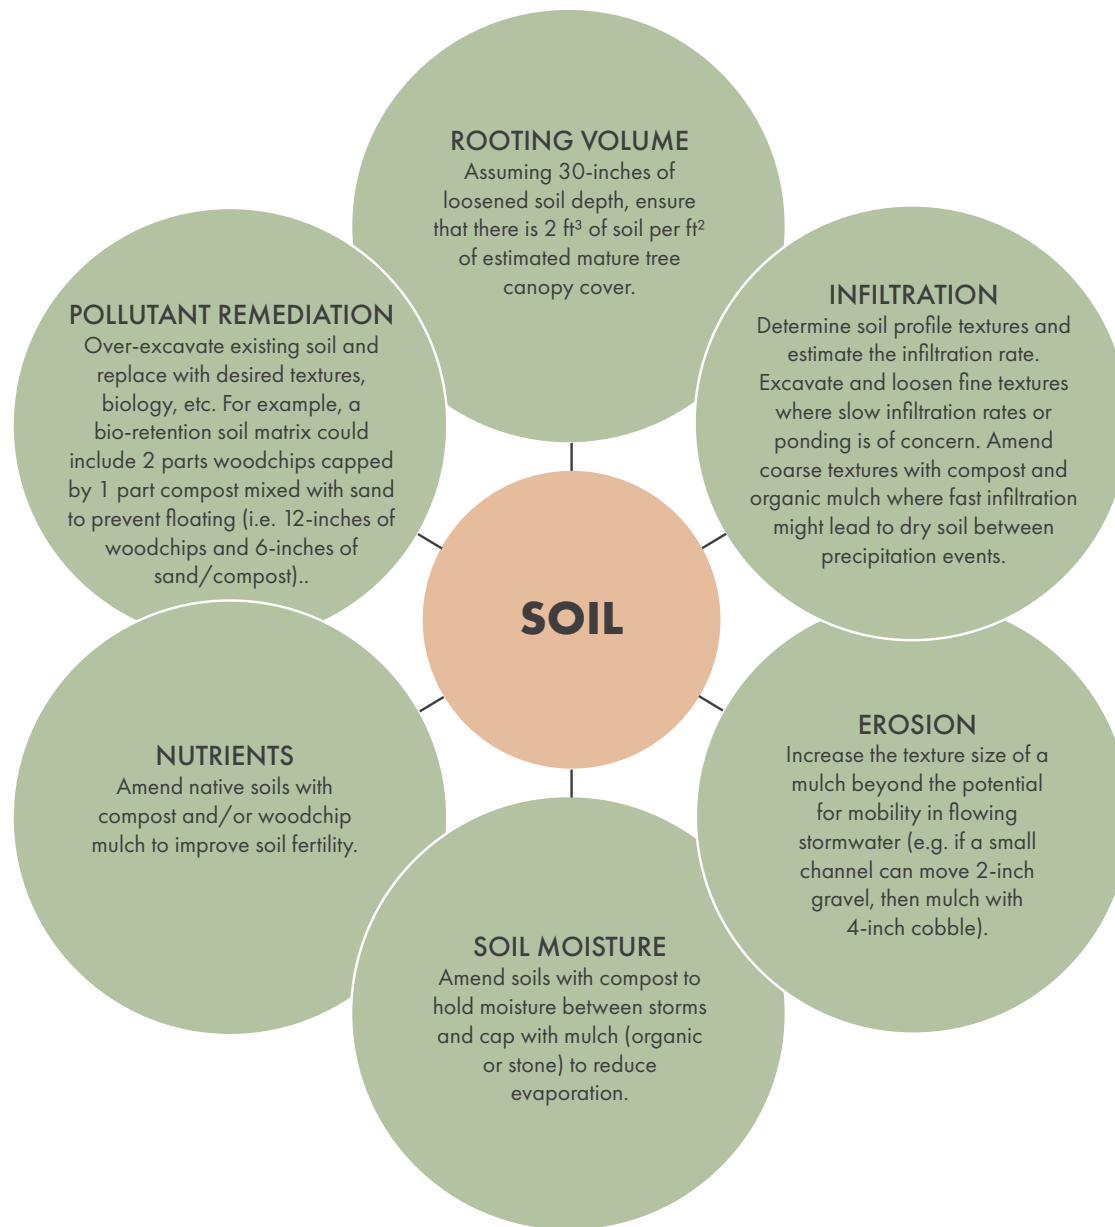 ROOTING VOLUME
Assuming 30-inches of
loosened soil depth, ensure
that there is 2 ft³ of soil per ft²
of estimated mature tree
canopy cover.
POLLUTANT REMEDIATION
Over-excavate existing soil and
replace with desired textures,
biology, etc. For example, a
bio-retention soil matrix could
include 2 parts woodchips capped
by 1 part compost mixed with sand
to prevent floating (i.e. 12-inches of
woodchips and 6-inches of
sand/compost)..
INFILTRATION
Determine soil profile textures and
estimate the infiltration rate.
Excavate and loosen fine textures
where slow infiltration rates or
ponding is of concern. Amend
coarse textures with compost and
organic mulch where fast infiltration
might lead to dry soil between
precipitation events.
SOIL
NUTRIENTS
Amend native soils with
compost and/or woodchip
mulch to improve soil fertility.
EROSION
Increase the texture size of a
mulch beyond the potential
for mobility in flowing
stormwater (e.g. if a small
channel can move 2-inch
gravel, then mulch with
4-inch cobble).
SOIL MOISTURE
Amend soils with compost to
hold moisture between storms
and cap with mulch (organic
or stone) to reduce
evaporation.